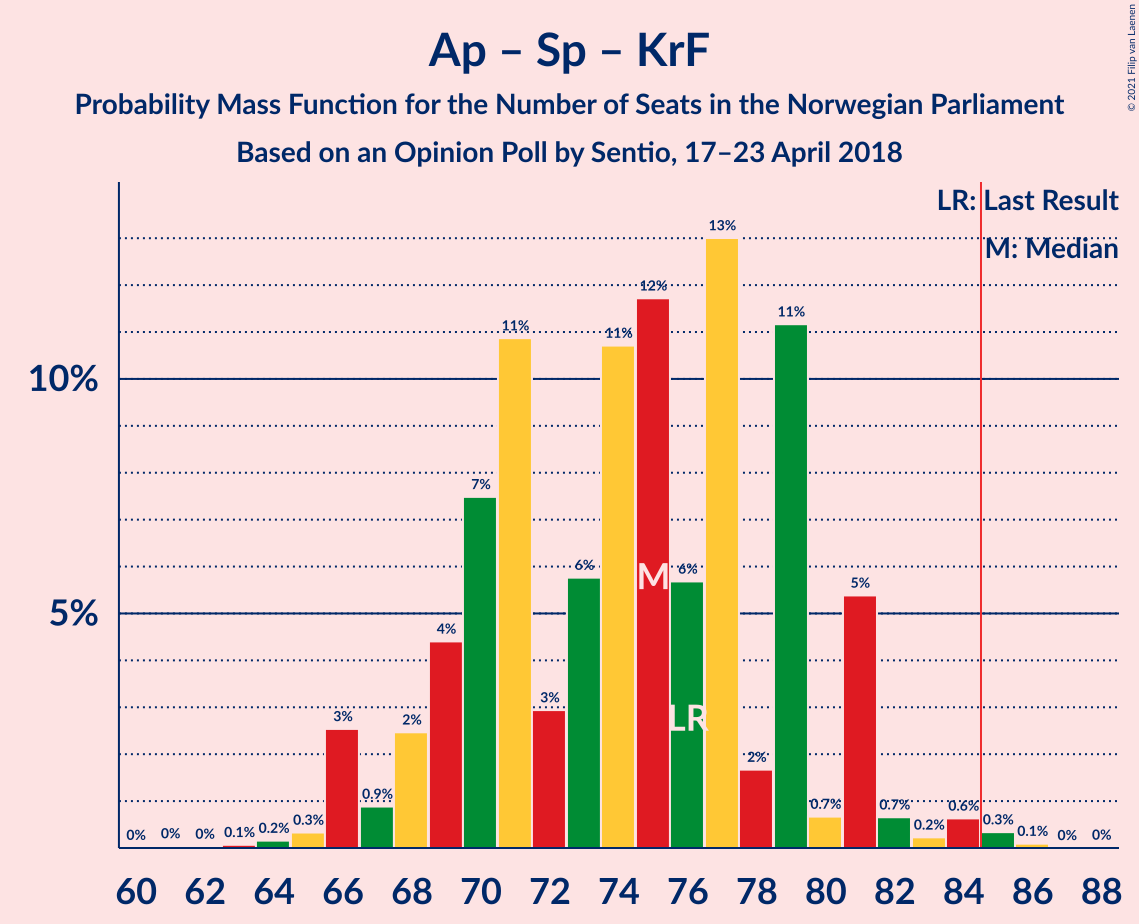 Ap – Sp – KrF
Probability Mass Function for the Number of Seats in the Norwegian Parliament
Based on an Opinion Poll by Sentio, 17–23 April 2018
© 2021 Filip van Laenen
LR: Last Result
M: Median
10%
5%
0% 0% 0% 0.1% 0.2% 0.3% 3% 0.9% 2% 4% 7% 11% 3% 6% 11% 12% 6% 13% 2% 11% 0.7% 5% 0.7% 0.2% 0.6% 0.3% 0.1% 0% 0%
M
LR
60 62 64 66 68 70 72 74 76 78 80 82 84 86 88